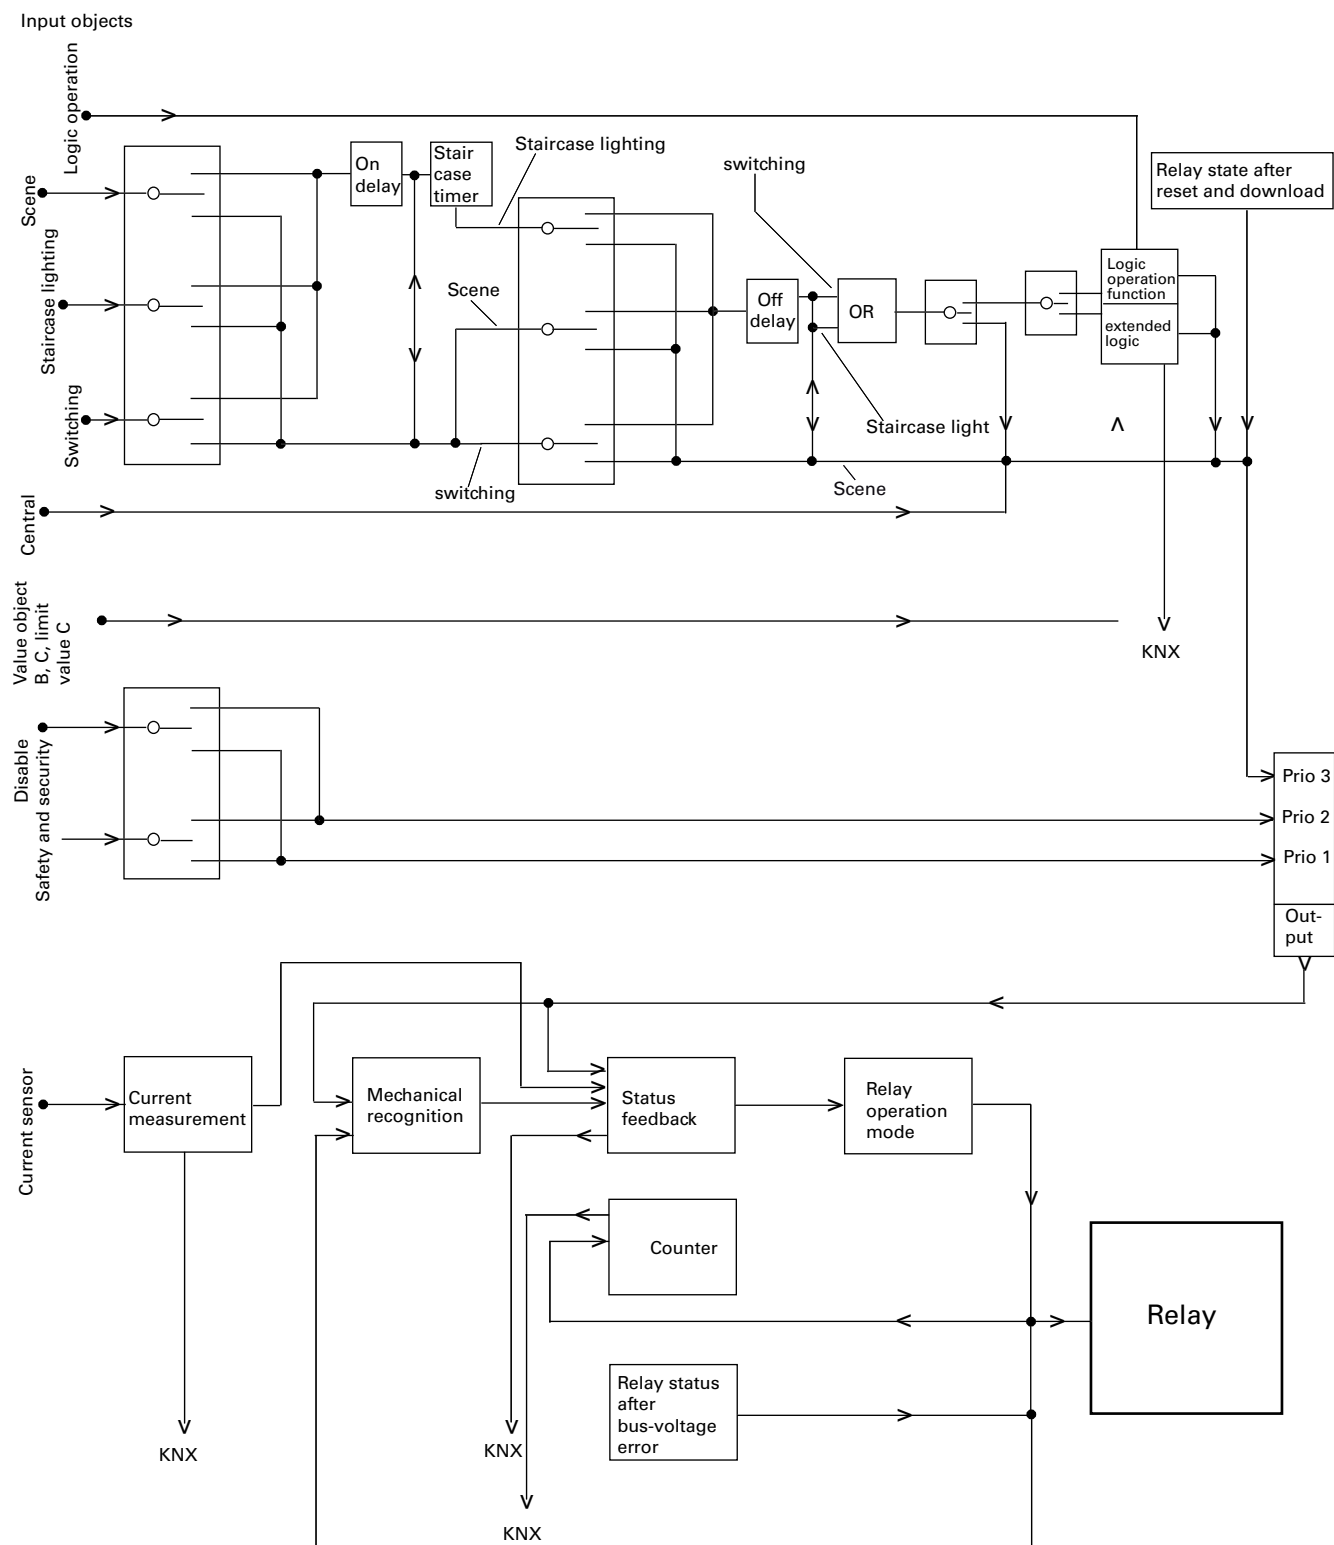 Input objects
Logic operation
Scene
Staircase lighting
Switching
On
delay
Stair
case
timer
Staircase lighting
switching
Relay state after
reset and download
Scene
Off
delay
OR
Logic
operation
function
extended
logic
Staircase light
switching
Scene
Central
Value object
B, C, limit
value C
KNX
Disable
Safety and security
Prio 3
Prio 2
Prio 1
Out-
put
Current sensor
Current
measurement
Mechanical
recognition
Status
feedback
Relay
operation
mode
Counter
Relay
Relay status
after
bus-voltage
error
KNX
KNX
KNX